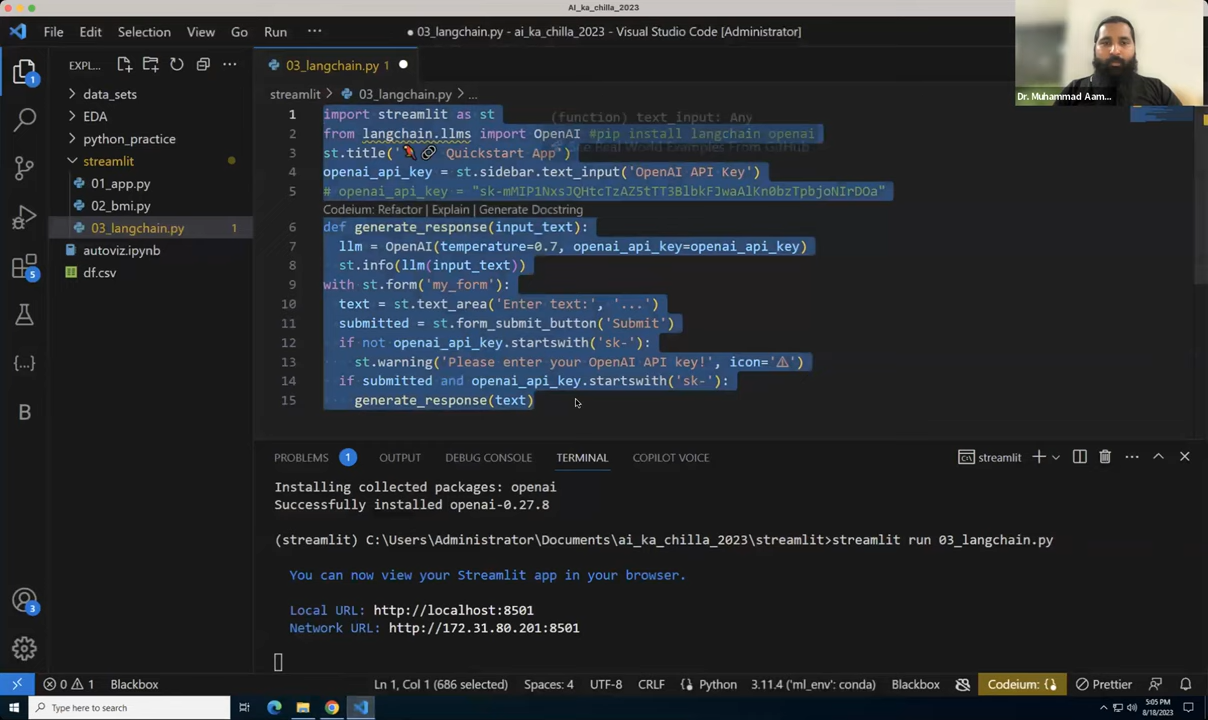 AI_ka_chilla_2023
File Edit Selection View Go Run ···
● 03_langchain.py - ai_ka_chilla_2023 - Visual Studio Code [Administrator]
Dr. Muhammad Aam...
EXPL...
03_langchain.py 1
data_sets
EDA
python_practice
streamlit
01_app.py
02_bmi.py
03_langchain.py 1
autoviz.ipynb
df.csv
1
5
3
streamlit > 03_langchain.py > ...
(function) text_input: Any
See Real World Examples From GitHub
1 import streamlit as st
2 from langchain.llms import OpenAI #pip install langchain openai
3 st.title('🦜🔗 Quickstart App')
4 openai_api_key = st.sidebar.text_input('OpenAI API Key')
5 # openai_api_key = "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"
Codeium: Refactor | Explain | Generate Docstring
6 def generate_response(input_text):
7 llm = OpenAI(temperature=0.7, openai_api_key=openai_api_key)
8 st.info(llm(input_text))
9 with st.form('my_form'):
10 text = st.text_area('Enter text:', '...')
11 submitted = st.form_submit_button('Submit')
12 if not openai_api_key.startswith('sk-'):
13 st.warning('Please enter your OpenAI API key!', icon='⚠')
14 if submitted and openai_api_key.startswith('sk-'):
15 generate_response(text)
PROBLEMS 1 OUTPUT DEBUG CONSOLE TERMINAL COPILOT VOICE
streamlit
Installing collected packages: openai
Successfully installed openai-0.27.8
(streamlit) C:\Users\Administrator\Documents\ai_ka_chilla_2023\streamlit>streamlit run 03_langchain.py
You can now view your Streamlit app in your browser.
Local URL: http://localhost:8501
Network URL: http://172.31.80.201:8501
0 1 Blackbox Ln 1, Col 1 (686 selected) Spaces: 4 UTF-8 CRLF Python 3.11.4 ('ml_env': conda) Blackbox Codeium: {} Prettier
Type here to search
5:05 PM
8/18/2023